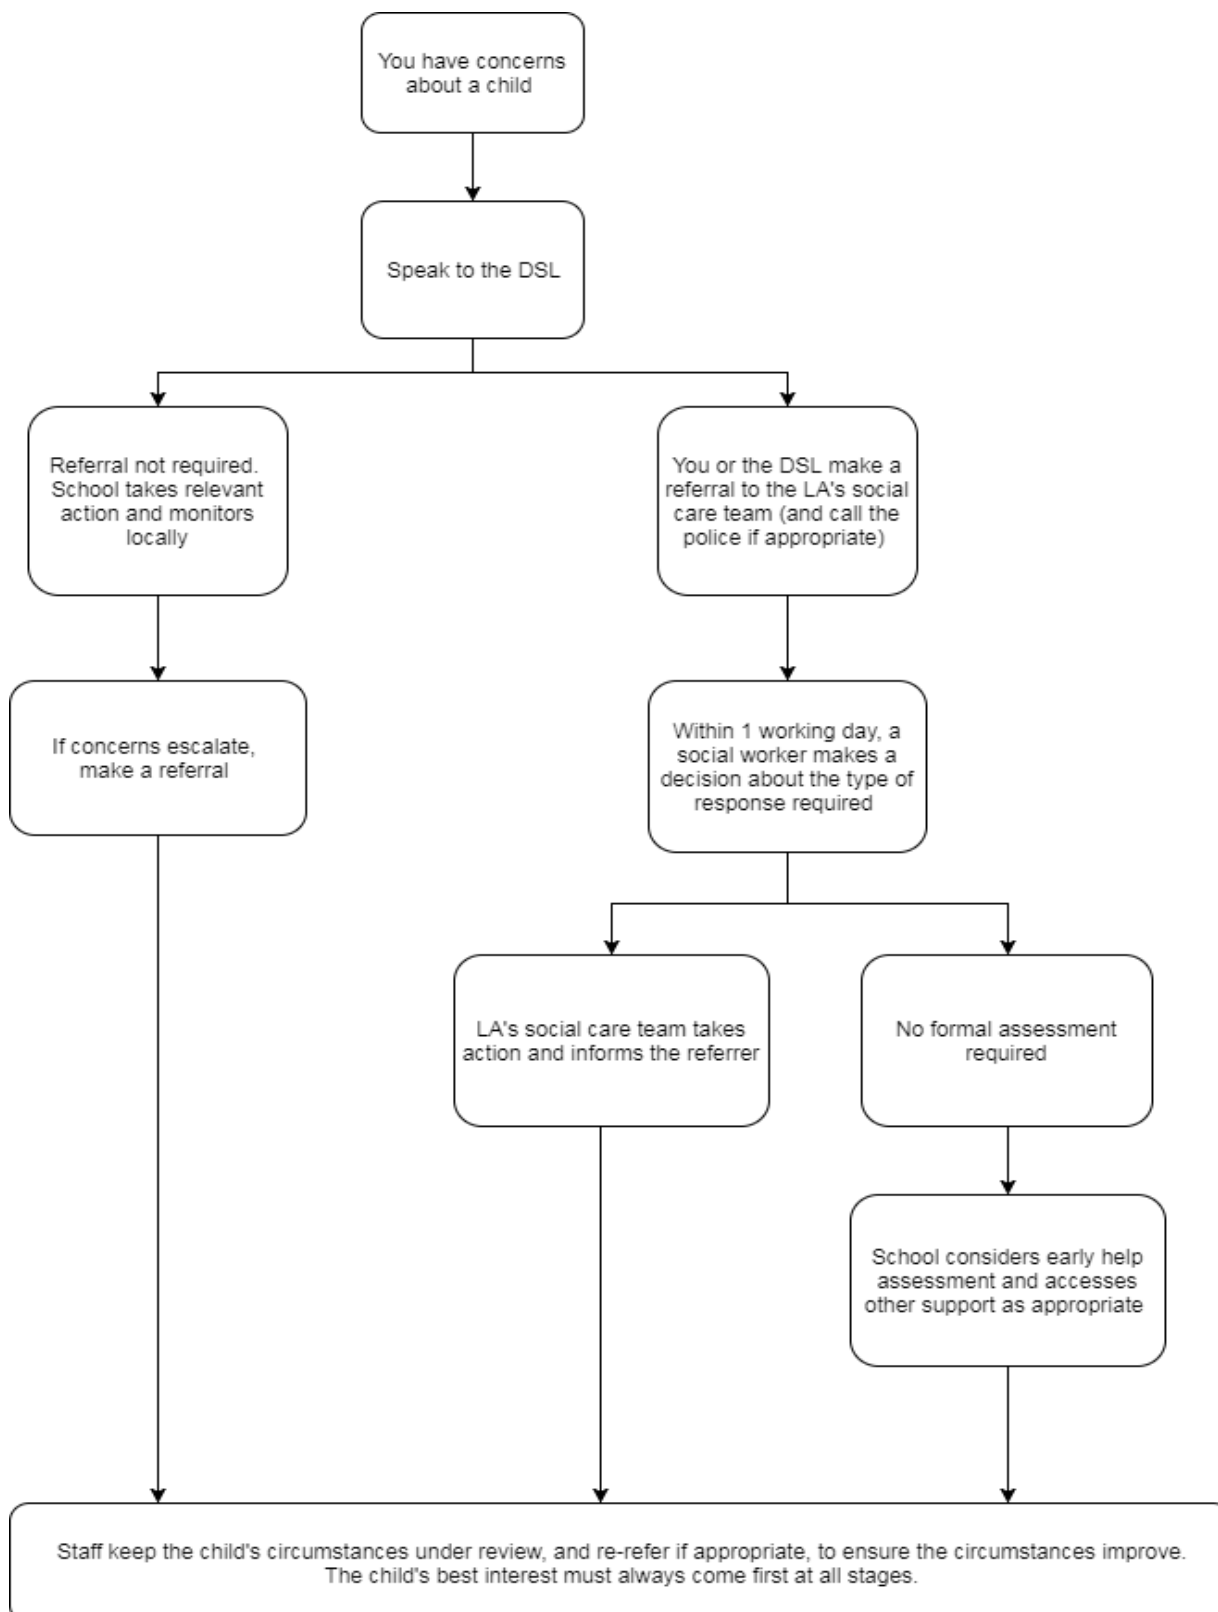 You have concerns
about a child
Speak to the DSL
Referral not required.
School takes relevant
action and monitors
locally
You or the DSL make a
referral to the LA's social
care team (and call the
police if appropriate)
If concerns escalate,
make a referral
Within 1 working day, a
social worker makes a
decision about the type of
response required
LA's social care team takes
action and informs the referrer
No formal assessment
required
School considers early help
assessment and accesses
other support as appropriate
Staff keep the child's circumstances under review, and re-refer if appropriate, to ensure the circumstances improve.
The child's best interest must always come first at all stages.